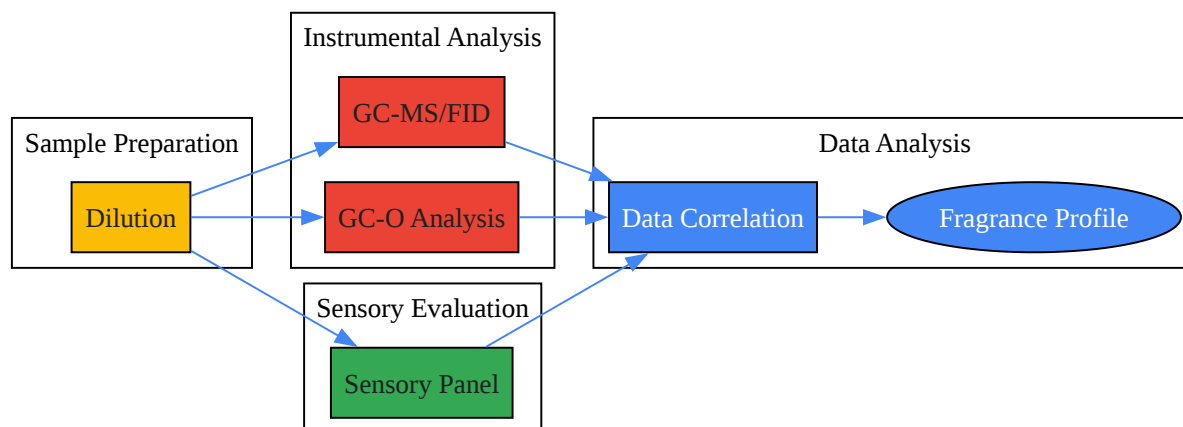 Sample Preparation
Dilution
Instrumental Analysis
GC-MS/FID
GC-O Analysis
Sensory Evaluation
Sensory Panel
Data Analysis
Data Correlation
Fragrance Profile